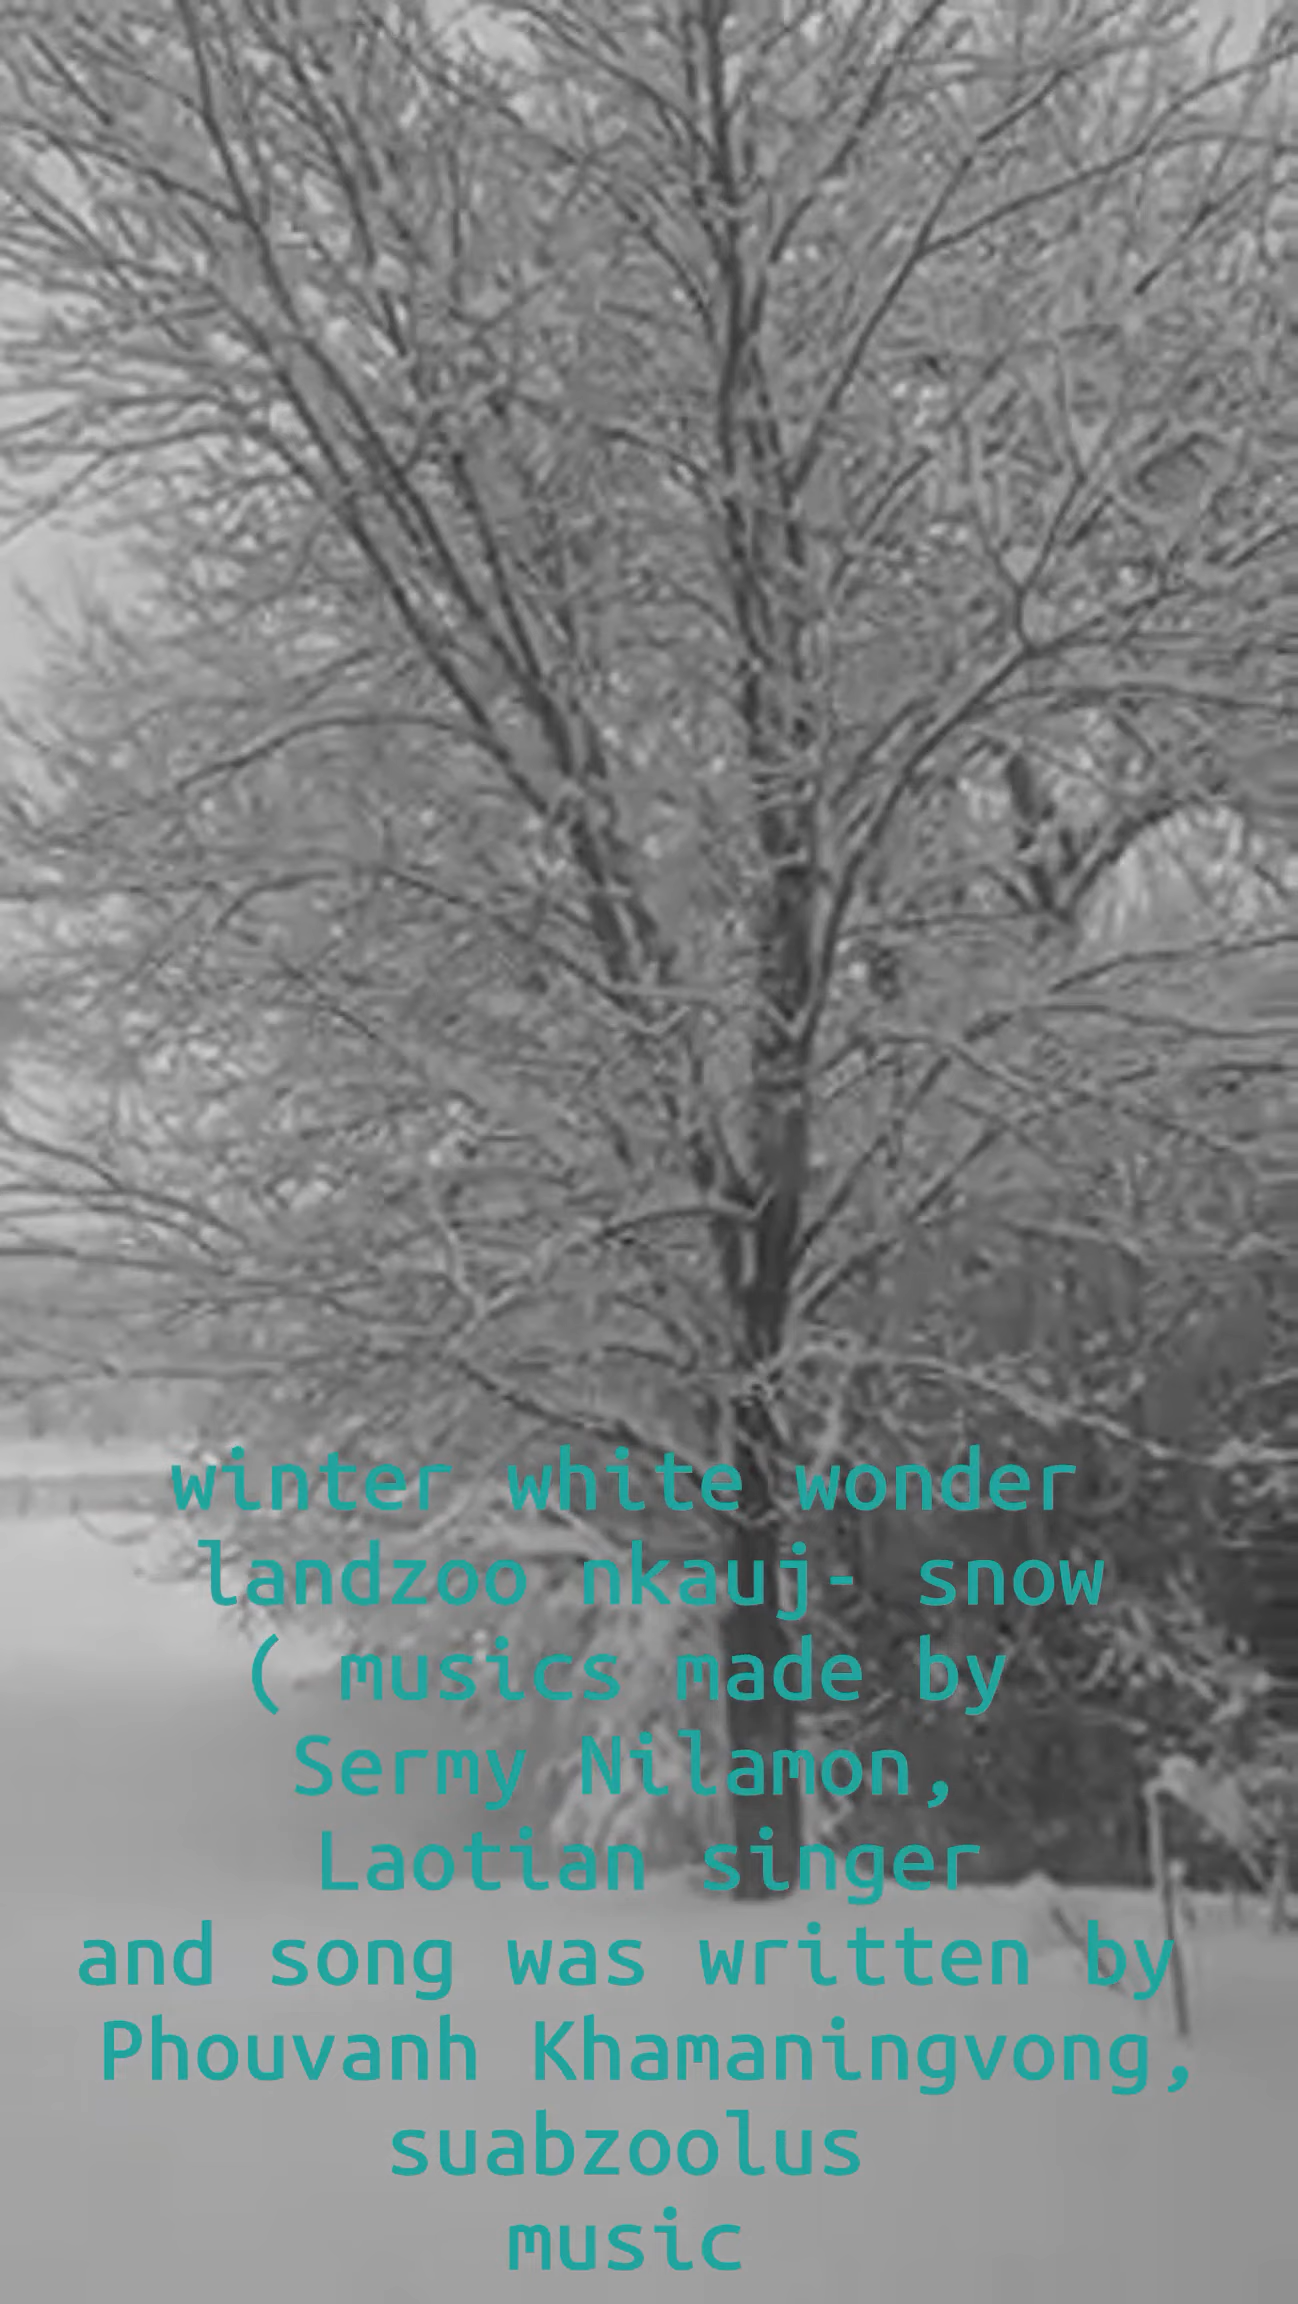 winter white wonder
landzoo nkauj- snow
( musics made by
Sermy Nilamon,
Laotian singer
and song was written by
Phouvanh Khamaningvong,
suabzoolus
music